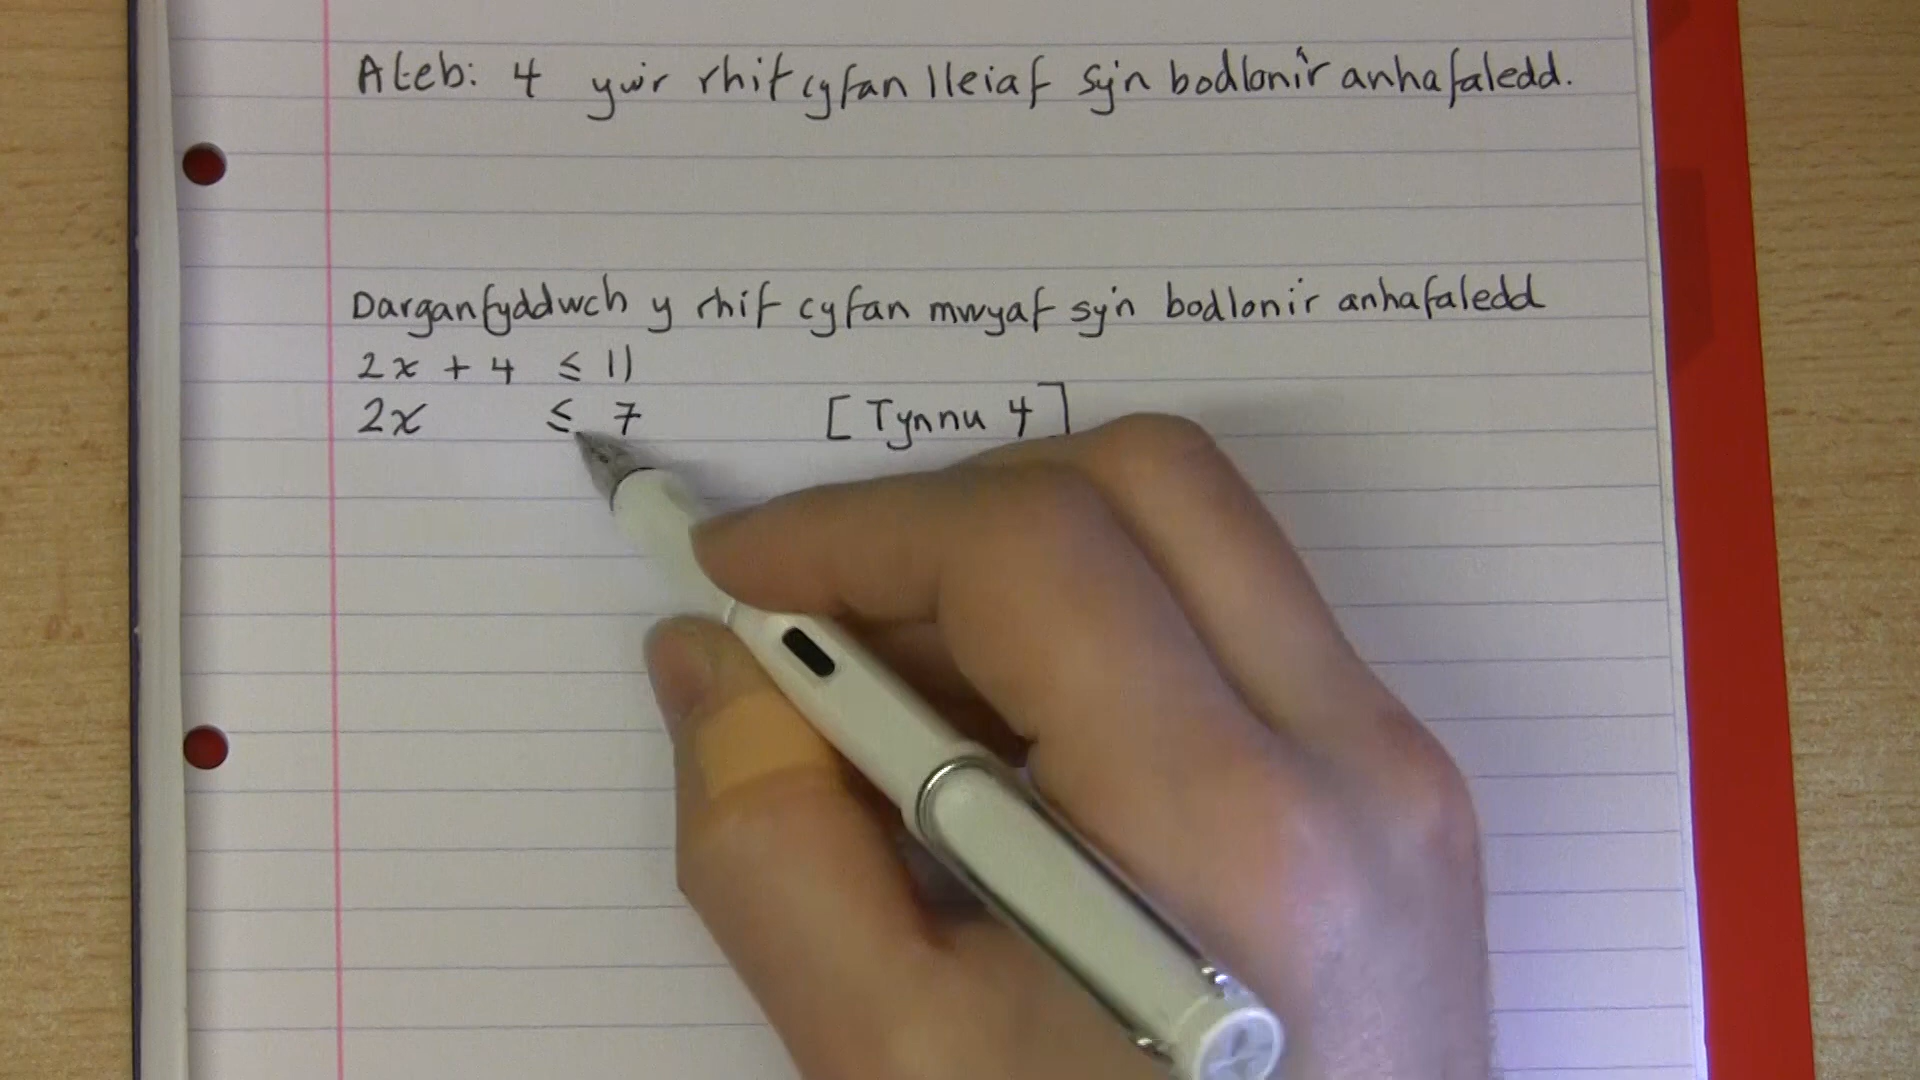 Ateb: 4 yw'r rhif cyfan lleiaf sy'n bodloni'r anhafaledd.
Darganfyddwch y rhif cyfan mwyaf sy'n bodloni'r anhafaledd
2x + 4 ≤ 11
2x ≤ 7 [Tynnu 4]